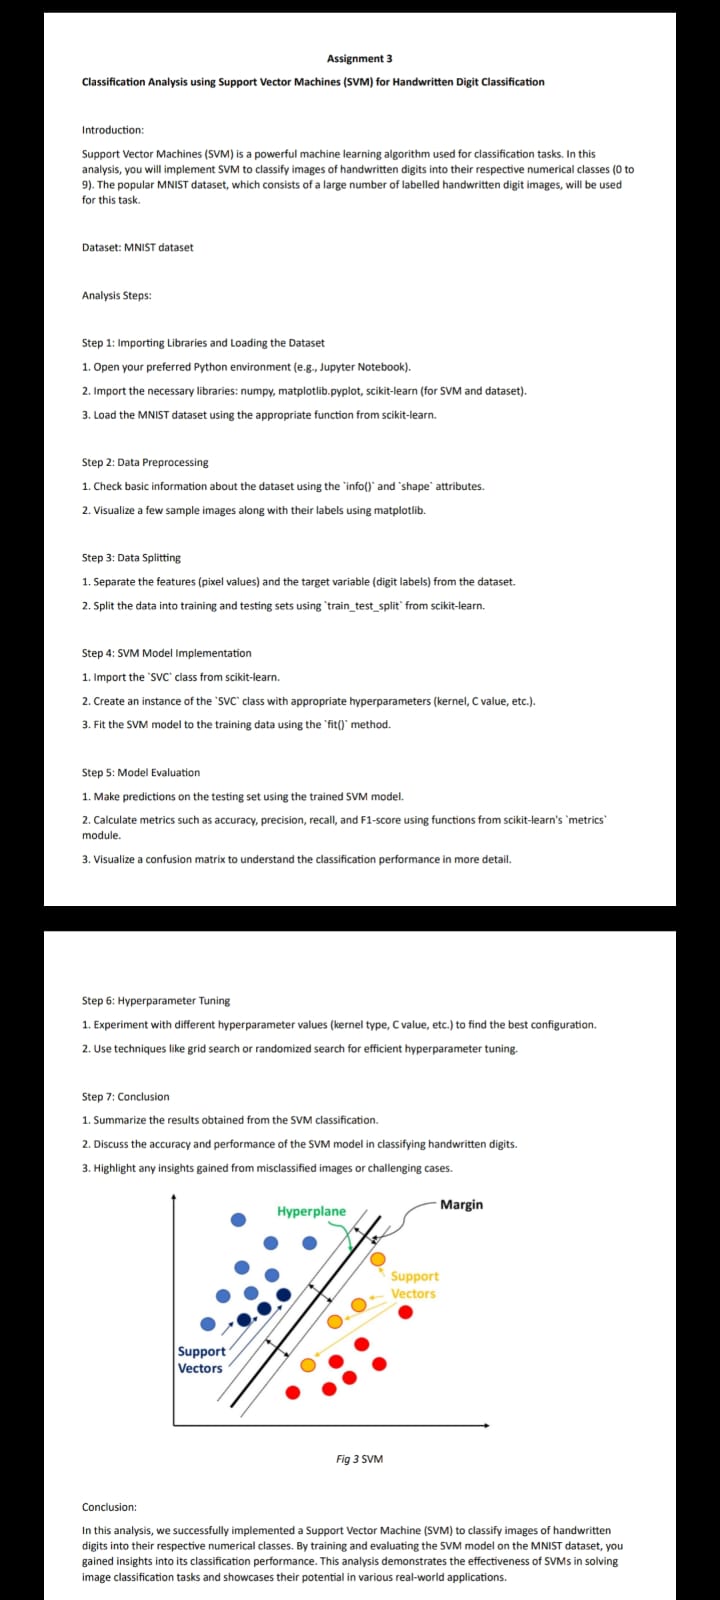 Assignment 3
Classification Analysis using Support Vector Machines (SVM) for Handwritten Digit Classification
Introduction:
Support Vector Machines (SVM) is a powerful machine learning algorithm used for classification tasks. In this
analysis, you will implement SVM to classify images of handwritten digits into their respective numerical classes (0 to
9). The popular MNIST dataset, which consists of a large number of labelled handwritten digit images, will be used
for this task.
Dataset: MNIST dataset
Analysis Steps:
Step 1: Importing Libraries and Loading the Dataset
1. Open your preferred Python environment (e.g., Jupyter Notebook).
2. Import the necessary libraries: numpy, matplotlib.pyplot, scikit-learn (for SVM and dataset).
3. Load the MNIST dataset using the appropriate function from scikit-learn.
Step 2: Data Preprocessing
1. Check basic information about the dataset using the `info()` and `shape` attributes.
2. Visualize a few sample images along with their labels using matplotlib.
Step 3: Data Splitting
1. Separate the features (pixel values) and the target variable (digit labels) from the dataset.
2. Split the data into training and testing sets using `train_test_split` from scikit-learn.
Step 4: SVM Model Implementation
1. Import the `SVC` class from scikit-learn.
2. Create an instance of the `SVC` class with appropriate hyperparameters (kernel, C value, etc.).
3. Fit the SVM model to the training data using the `fit()` method.
Step 5: Model Evaluation
1. Make predictions on the testing set using the trained SVM model.
2. Calculate metrics such as accuracy, precision, recall, and F1-score using functions from scikit-learn's `metrics`
module.
3. Visualize a confusion matrix to understand the classification performance in more detail.
Step 6: Hyperparameter Tuning
1. Experiment with different hyperparameter values (kernel type, C value, etc.) to find the best configuration.
2. Use techniques like grid search or randomized search for efficient hyperparameter tuning.
Step 7: Conclusion
1. Summarize the results obtained from the SVM classification.
2. Discuss the accuracy and performance of the SVM model in classifying handwritten digits.
3. Highlight any insights gained from misclassified images or challenging cases.
Margin
Hyperplane
Support
Vectors
Support
Vectors
Fig 3 SVM
Conclusion:
In this analysis, we successfully implemented a Support Vector Machine (SVM) to classify images of handwritten
digits into their respective numerical classes. By training and evaluating the SVM model on the MNIST dataset, you
gained insights into its classification performance. This analysis demonstrates the effectiveness of SVMs in solving
image classification tasks and showcases their potential in various real-world applications.